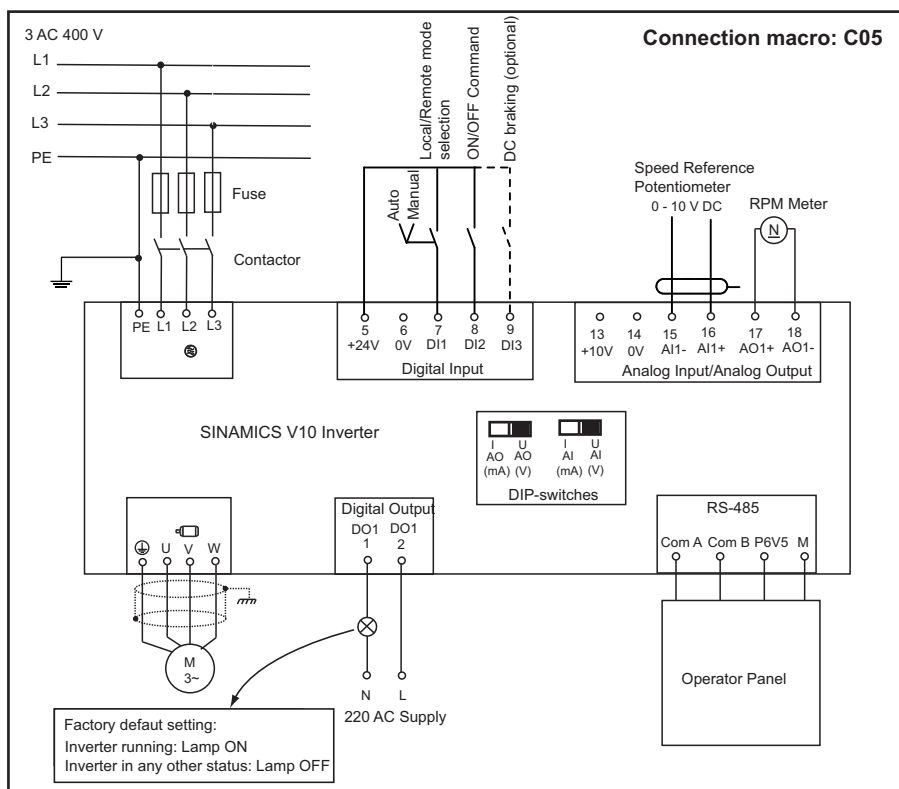 3 AC 400 V
Connection macro: C05
L1
L2
L3
PE
Fuse
Contactor
Auto
Manual
Local/Remote mode
selection
ON/OFF Command
DC braking (optional)
Speed Reference
Potentiometer
0 - 10 V DC
RPM Meter
N
PE L1 L2 L3
5 6 7 8 9
+24V 0V DI1 DI2 DI3
Digital Input
13 14 15 16 17 18
+10V 0V AI1- AI1+ AO1+ AO1-
Analog Input/Analog Output
SINAMICS V10 Inverter
I U I U
AO AO AI AI
(mA) (V) (mA) (V)
DIP-switches
U V W
Digital Output
DO1 DO1
1 2
RS-485
Com A Com B P6V5 M
M
3~
N L
220 AC Supply
Operator Panel
Factory defaut setting:
Inverter running: Lamp ON
Inverter in any other status: Lamp OFF